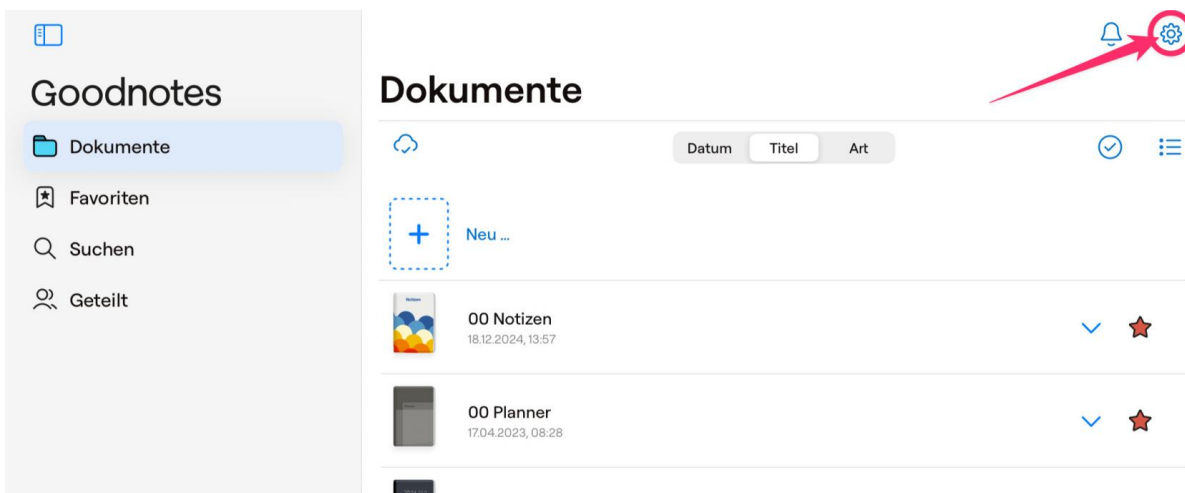 Goodnotes
Dokumente
Favoriten
Suchen
Geteilt
Dokumente
Datum Titel Art
Neu ...
Notizen
00 Notizen
18.12.2024, 13:57
00 Planner
17.04.2023, 08:28